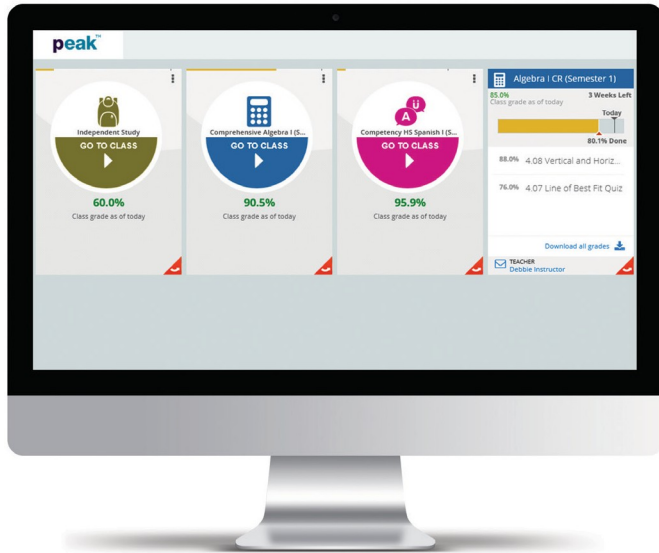 peak™
Independent Study
GO TO CLASS
60.0%
Class grade as of today
Comprehensive Algebra I (S...
GO TO CLASS
90.5%
Class grade as of today
A Ü
Competency HS Spanish I (S...
GO TO CLASS
95.9%
Class grade as of today
Algebra I CR (Semester 1)
85.0% 3 Weeks Left
Class grade as of today
Today
80.1% Done
88.0% 4.08 Vertical and Horiz...
76.0% 4.07 Line of Best Fit Quiz
Download all grades
TEACHER
Debbie Instructor